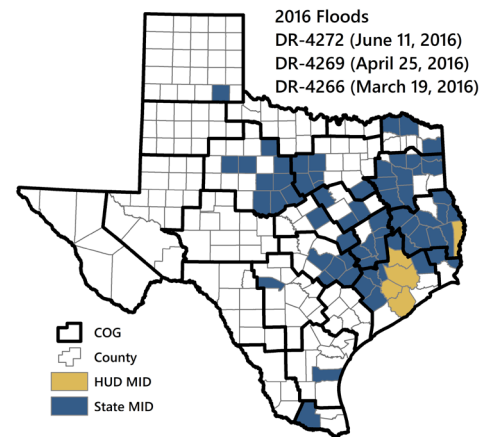 2016 Floods
DR-4272 (June 11, 2016)
DR-4269 (April 25, 2016)
DR-4266 (March 19, 2016)
COG
County
HUD MID
State MID